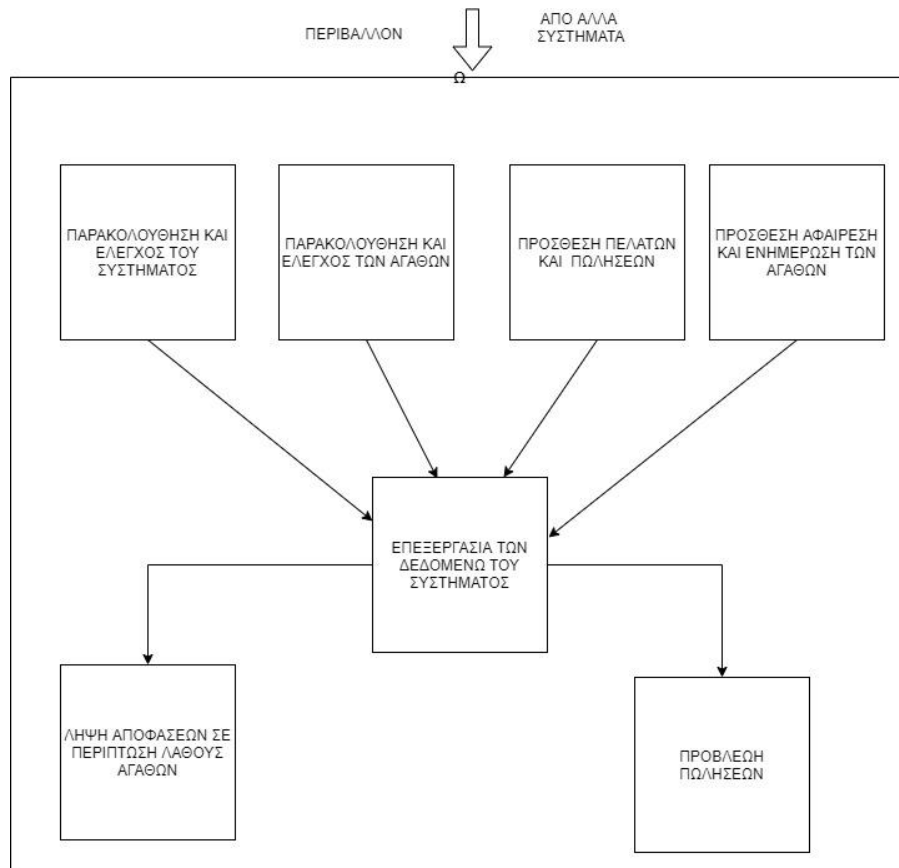 ΠΕΡΙΒΑΛΛΟΝ
ΑΠΟ ΑΛΛΑ
ΣΥΣΤΗΜΑΤΑ
Ω
ΠΑΡΑΚΟΛΟΥΘΗΣΗ ΚΑΙ
ΕΛΕΓΧΟΣ ΤΟΥ
ΣΥΣΤΗΜΑΤΟΣ
ΠΑΡΑΚΟΛΟΥΘΗΣΗ ΚΑΙ
ΕΛΕΓΧΟΣ ΤΩΝ ΑΓΑΘΩΝ
ΠΡΟΣΘΕΣΗ ΠΕΛΑΤΩΝ
ΚΑΙ ΠΩΛΗΣΕΩΝ
ΠΡΟΣΘΕΣΗ ΑΦΑΙΡΕΣΗ
ΚΑΙ ΕΝΗΜΕΡΩΣΗ ΤΩΝ
ΑΓΑΘΩΝ
ΕΠΕΞΕΡΓΑΣΙΑ ΤΩΝ
ΔΕΔΟΜΕΝΩ ΤΟΥ
ΣΥΣΤΗΜΑΤΟΣ
ΛΗΨΗ ΑΠΟΦΑΣΕΩΝ ΣΕ
ΠΕΡΙΠΤΩΣΗ ΛΑΘΟΥΣ
ΑΓΑΘΩΝ
ΠΡΟΒΛΕΩΗ
ΠΩΛΗΣΕΩΝ